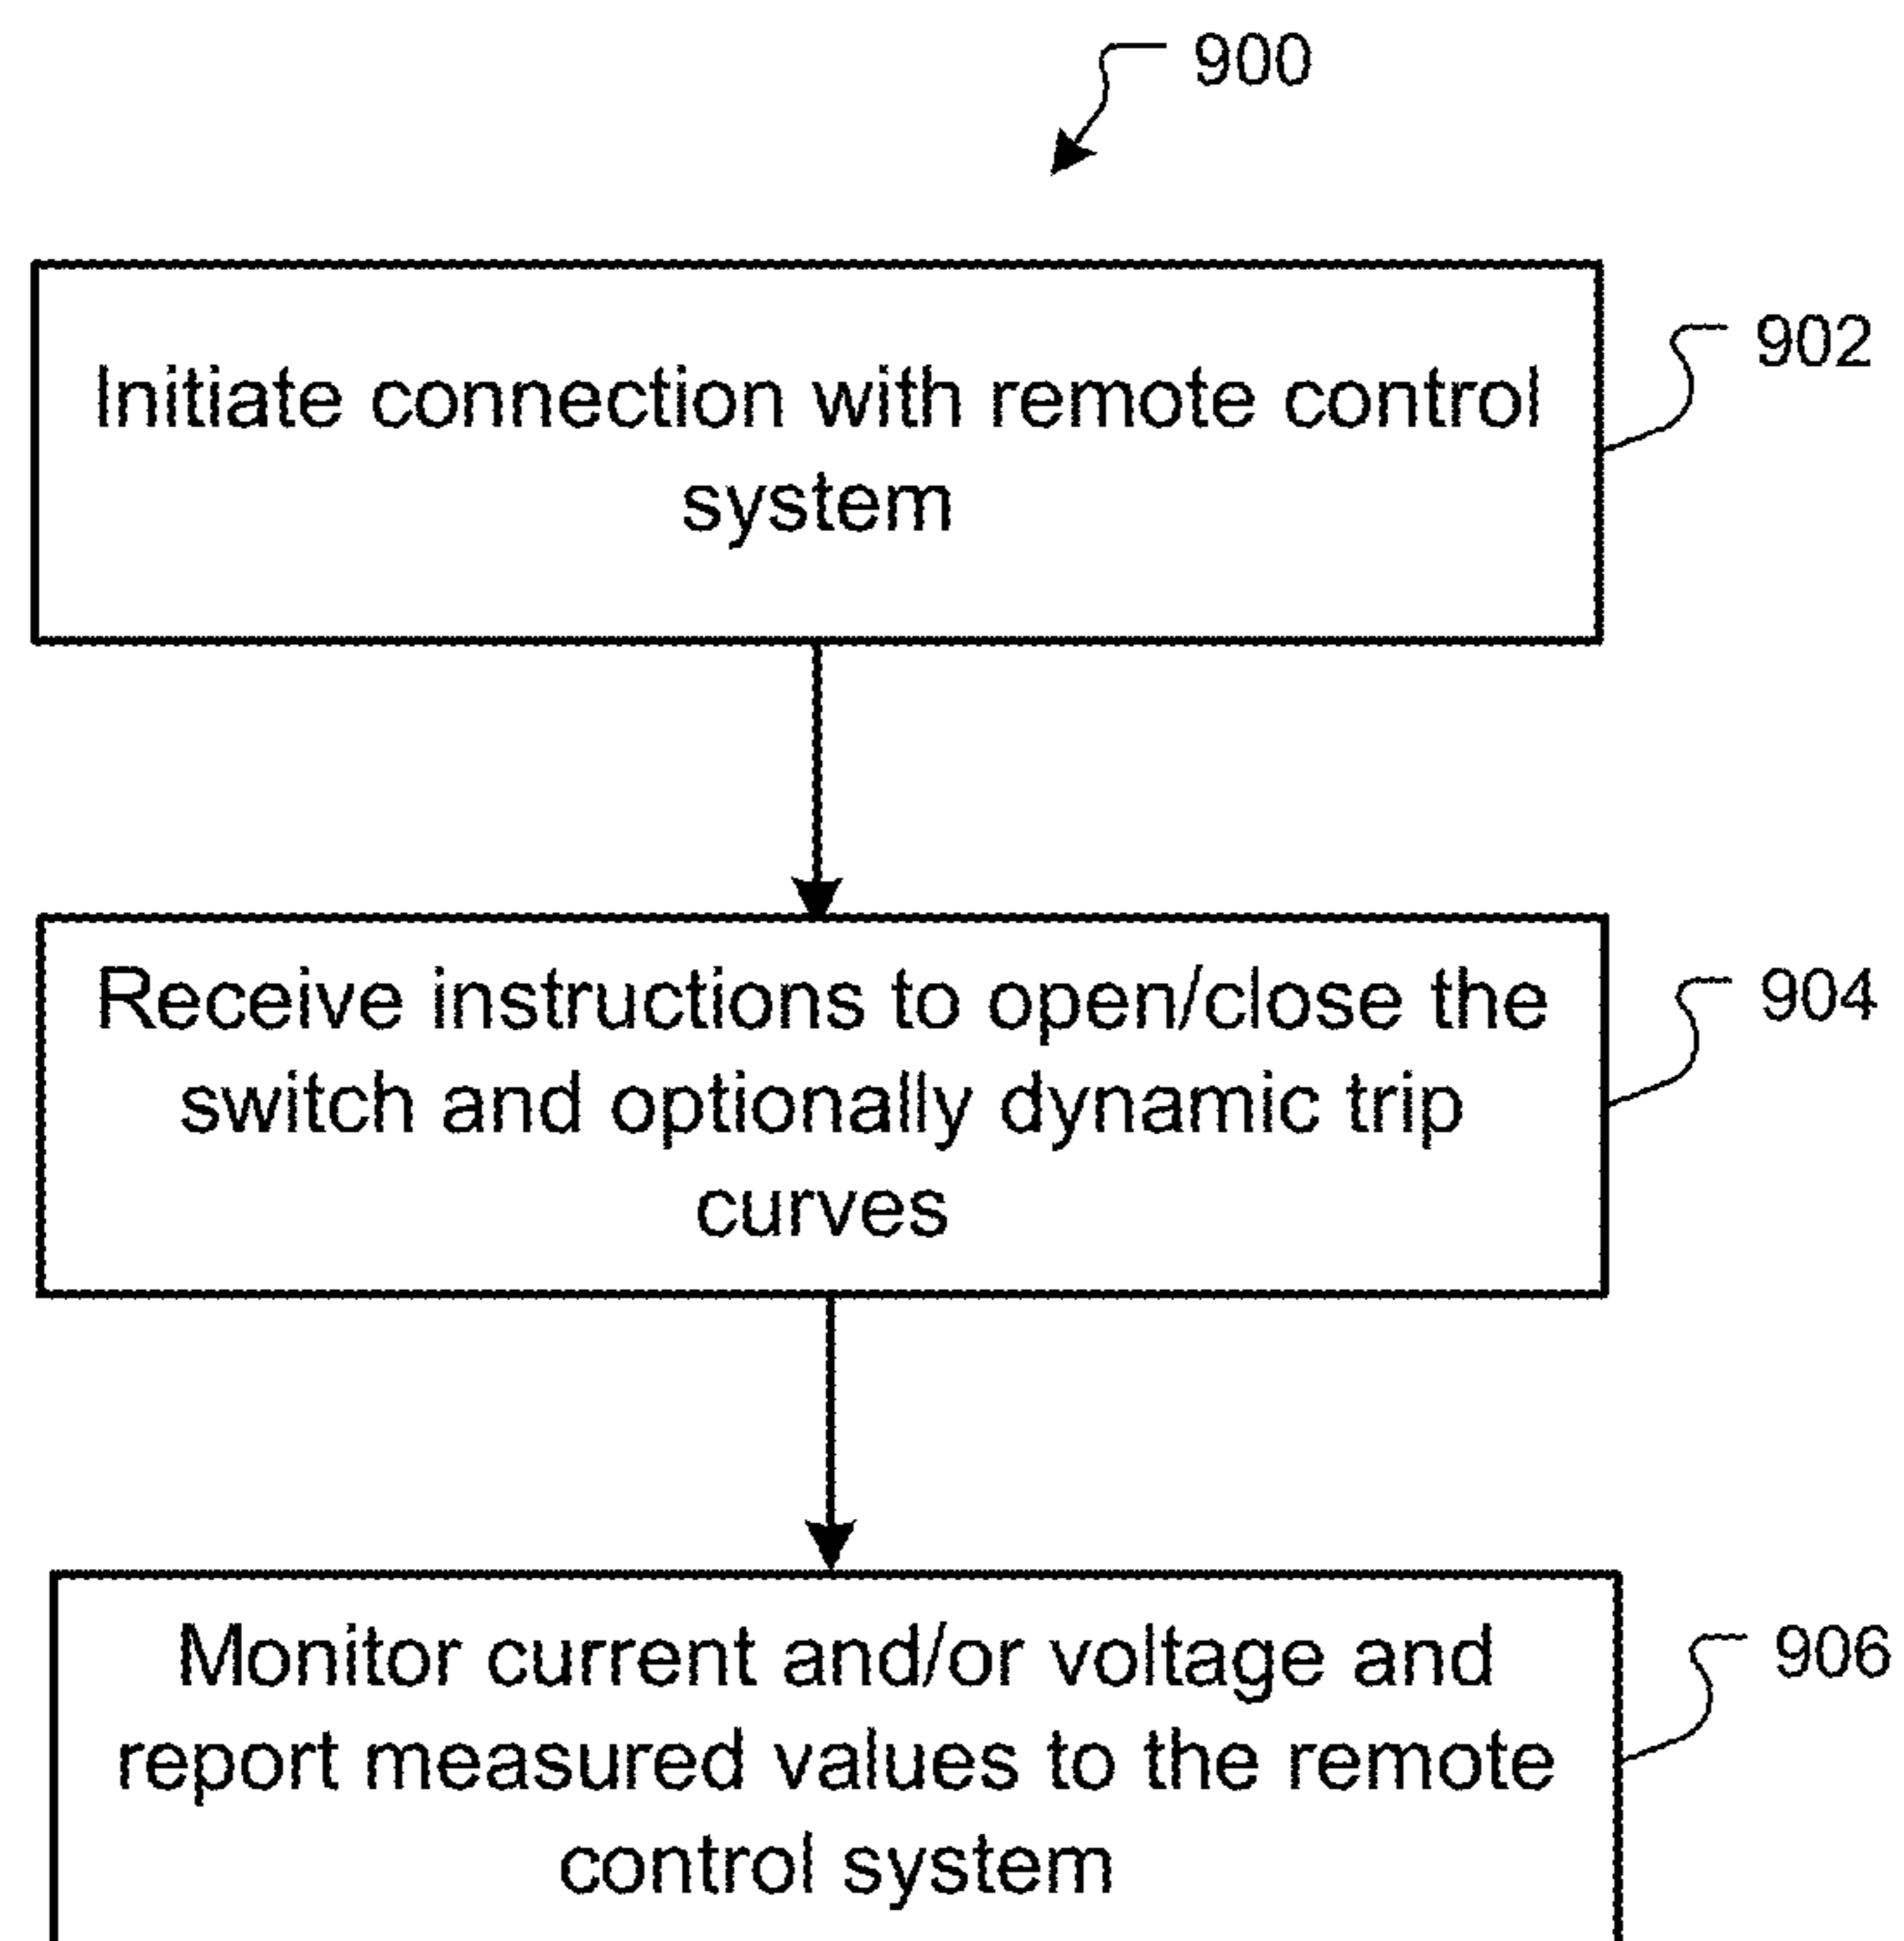 900
Initiate connection with remote control
system
902
Receive instructions to open/close the
switch and optionally dynamic trip
curves
904
Monitor current and/or voltage and
report measured values to the remote
control system
906